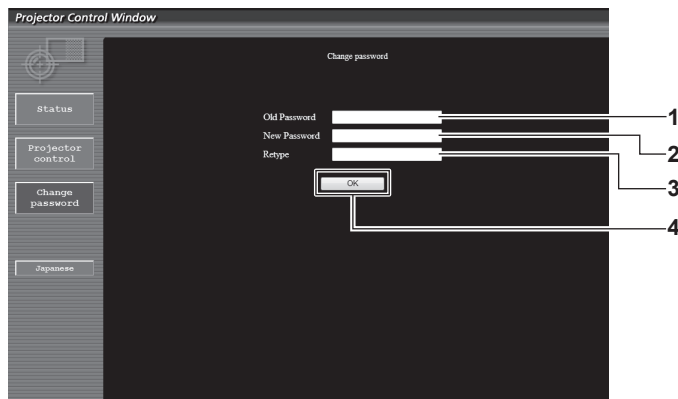 Projector Control Window
Change password
Status
Projector
control
Change
password
Japanese
Old Password
New Password
Retype
OK
1
2
3
4